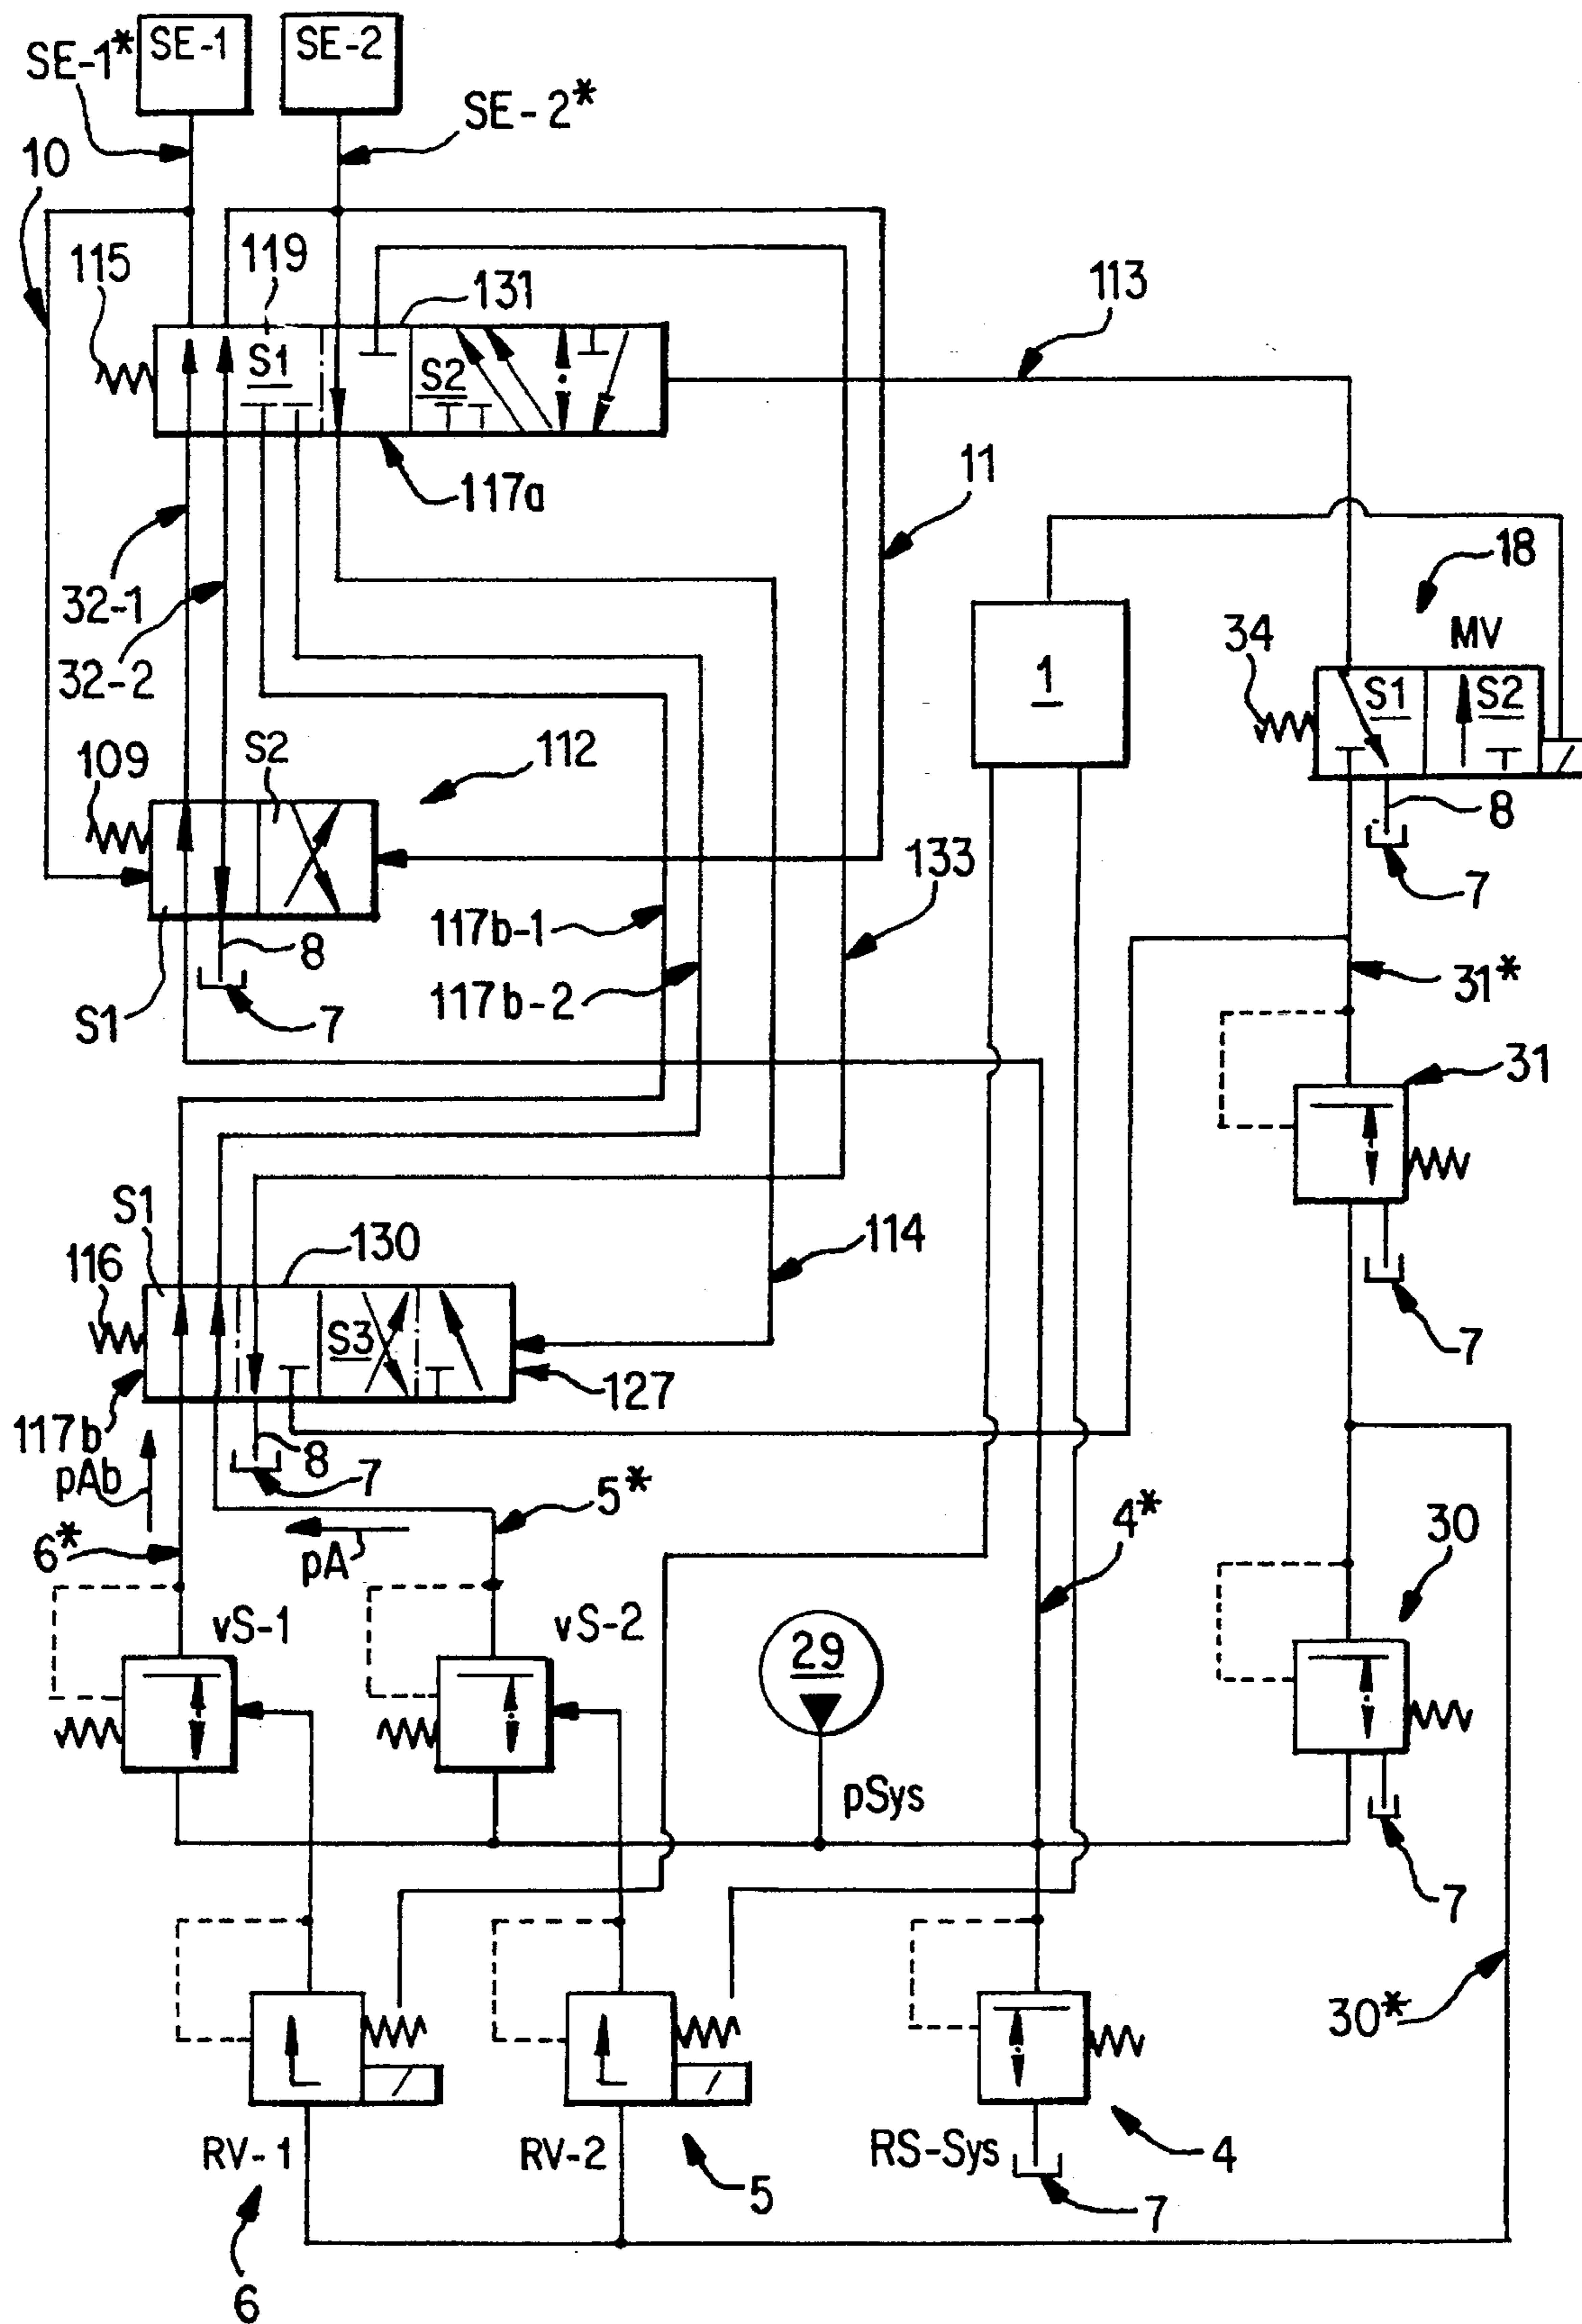 SE-1
SE-2
SE-1*
SE-2*
10
115
119
131
113
S1
S2
117a
11
32-1
32-2
18
MV
34
S1
S2
1
109
S2
112
8
7
133
117b-1
8
117b-2
31*
S1
7
31
S1
116
130
114
7
S3
127
117b
8
7
pAb
5*
4*
30
6*
pA
vS-1
vS-2
29
pSys
7
30*
RV-1
RV-2
RS-Sys
4
5
7
6